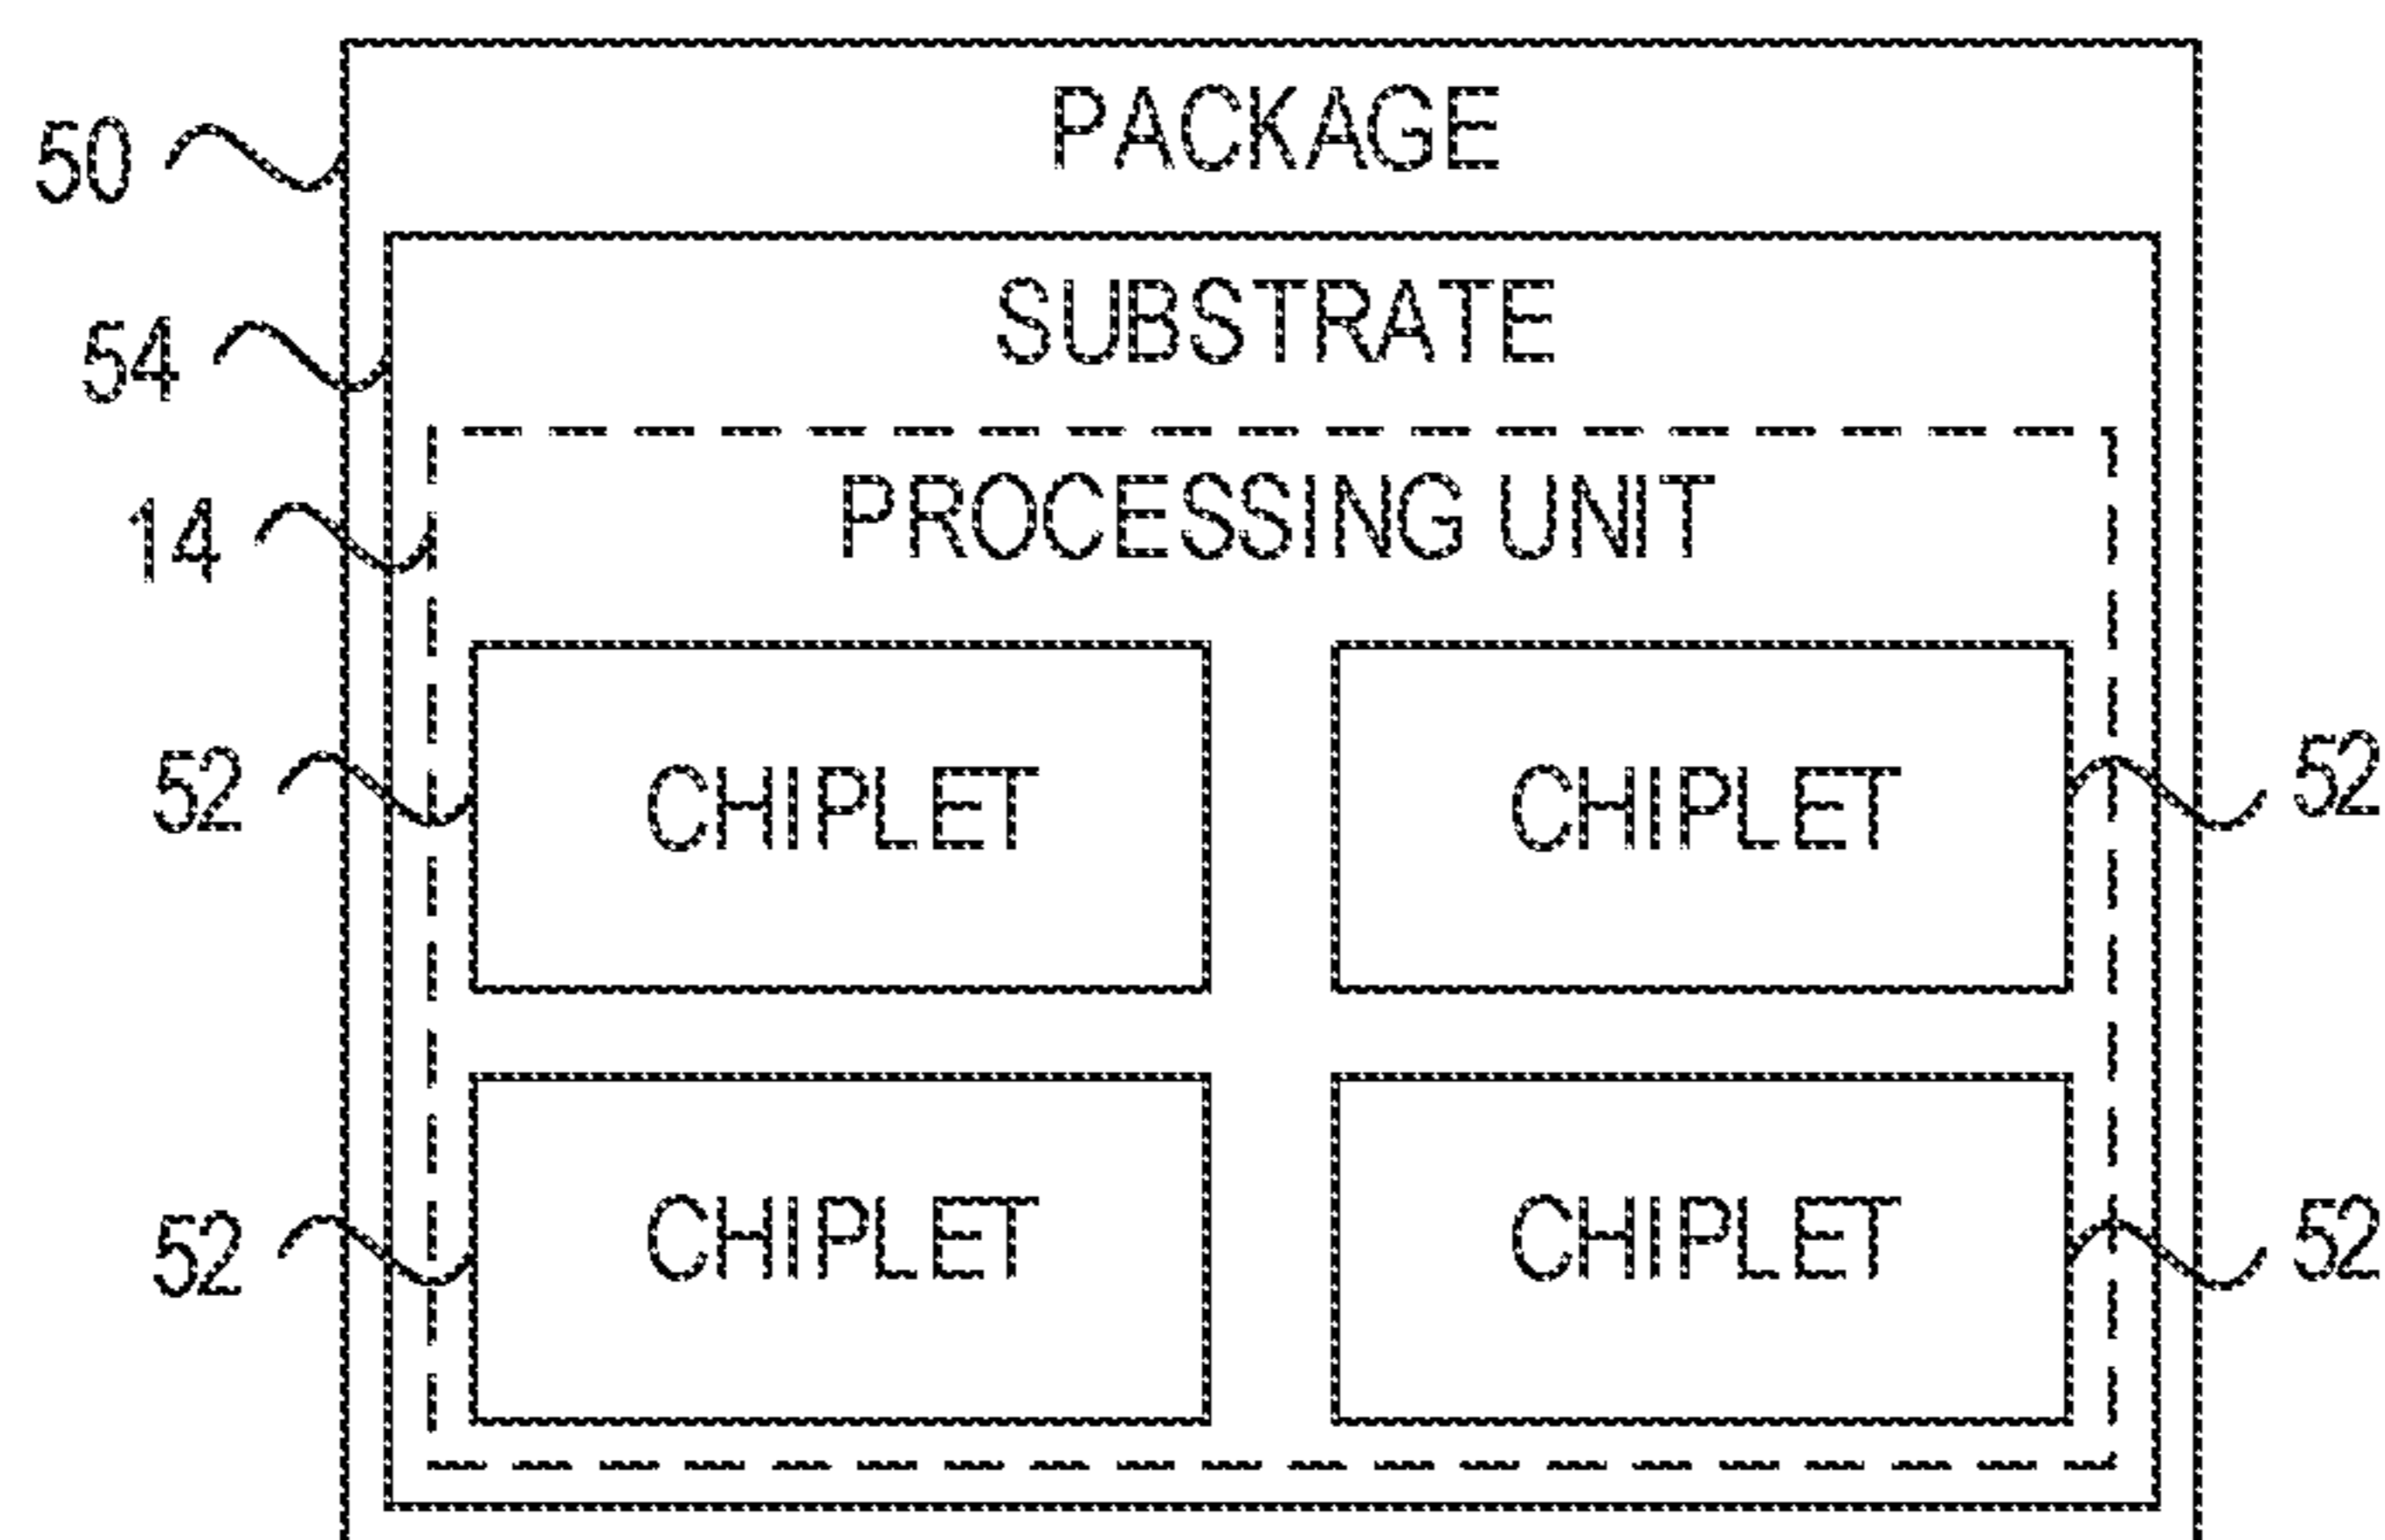 PACKAGE
50
SUBSTRATE
54
PROCESSING UNIT
14
52 CHIPLET CHIPLET 52
52 CHIPLET CHIPLET 52